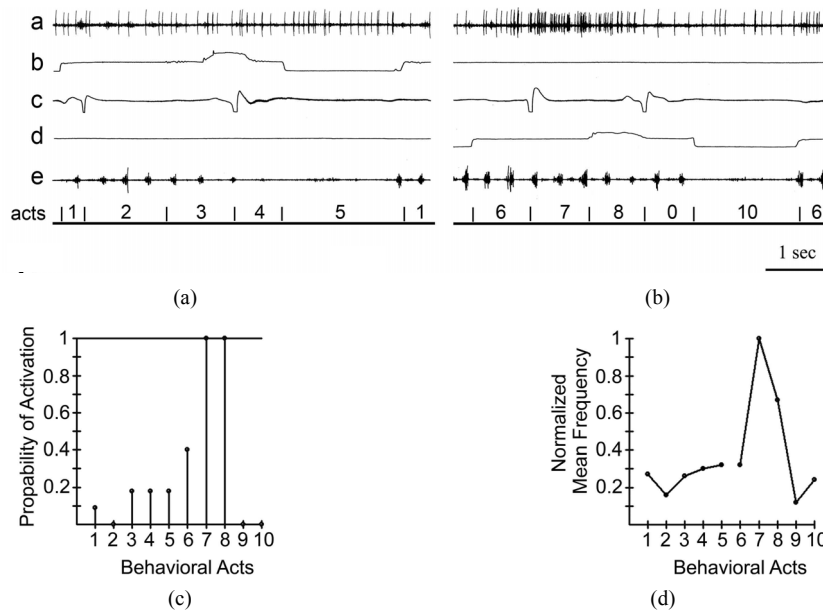 a
b
c
d
e
acts | 1 | 2 | 3 | 4 | 5 | 1 | 6 | 7 | 8 | 0 | 10 | 6
1 sec
(a) (b)
1
0.8
0.6
0.4
0.2
Propability of Activation
1 2 3 4 5 6 7 8 9 10
Behavioral Acts
(c)
1
0.8
0.6
0.4
0.2
Normalized
Mean Frequency
1 2 3 4 5 6 7 8 9 10
Behavioral Acts
(d)